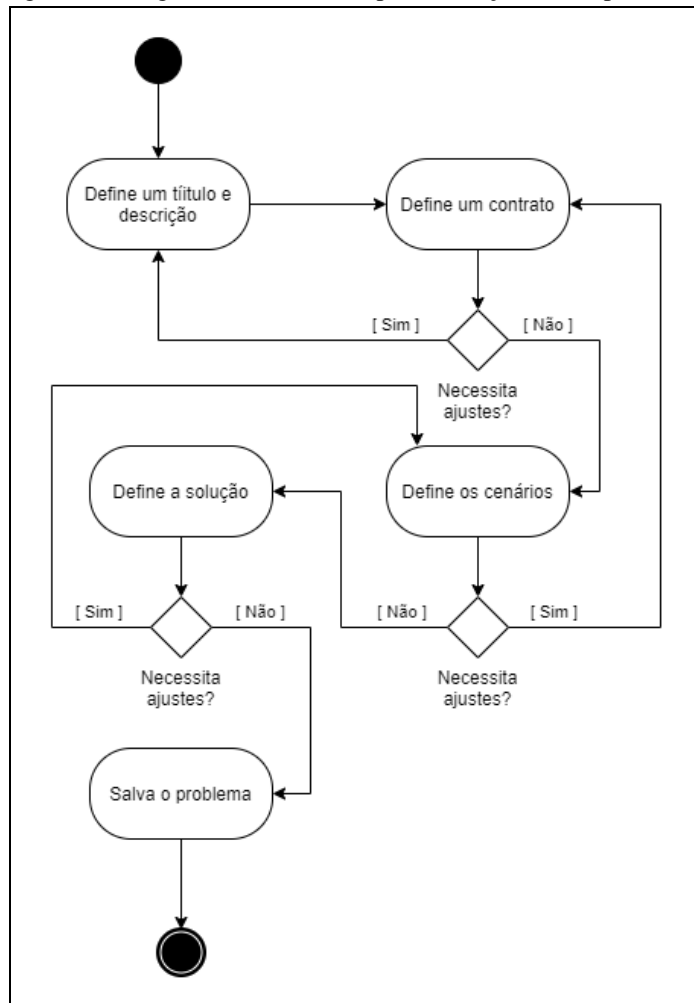 Define um tíitulo e
descrição
Define um contrato
[ Sim ]
[ Não ]
Necessita
ajustes?
Define a solução
Define os cenários
[ Sim ]
[ Não ]
[ Não ]
[ Sim ]
Necessita
ajustes?
Necessita
ajustes?
Salva o problema